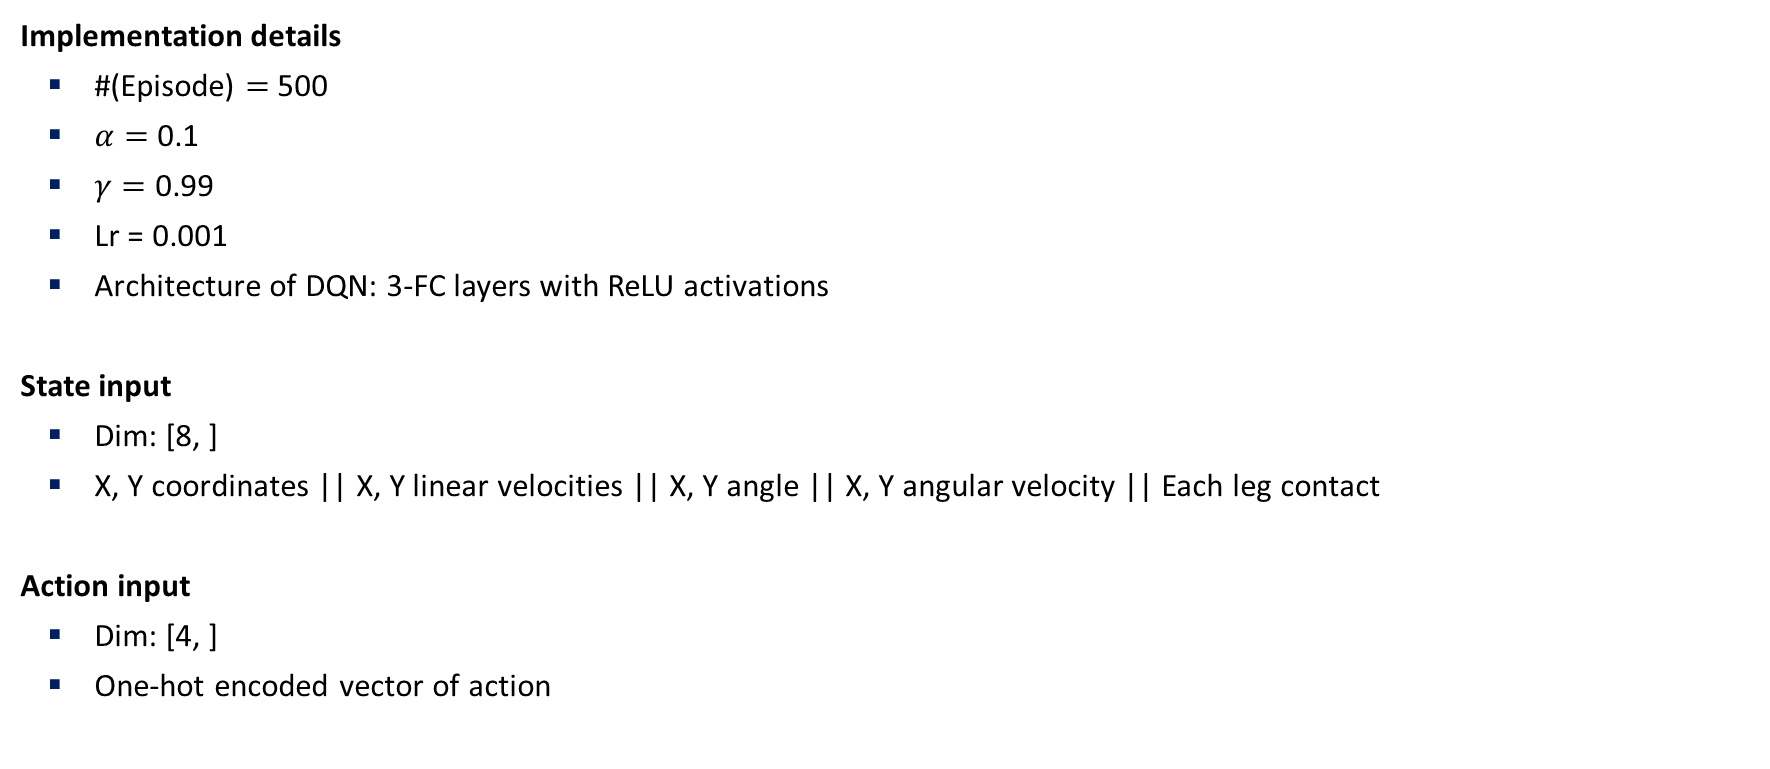 Implementation details
▪ #(Episode) = 500
▪ α = 0.1
▪ γ = 0.99
▪ Lr = 0.001
▪ Architecture of DQN: 3-FC layers with ReLU activations
State input
▪ Dim: [8, ]
▪ X, Y coordinates || X, Y linear velocities || X, Y angle || X, Y angular velocity || Each leg contact
Action input
▪ Dim: [4, ]
▪ One-hot encoded vector of action